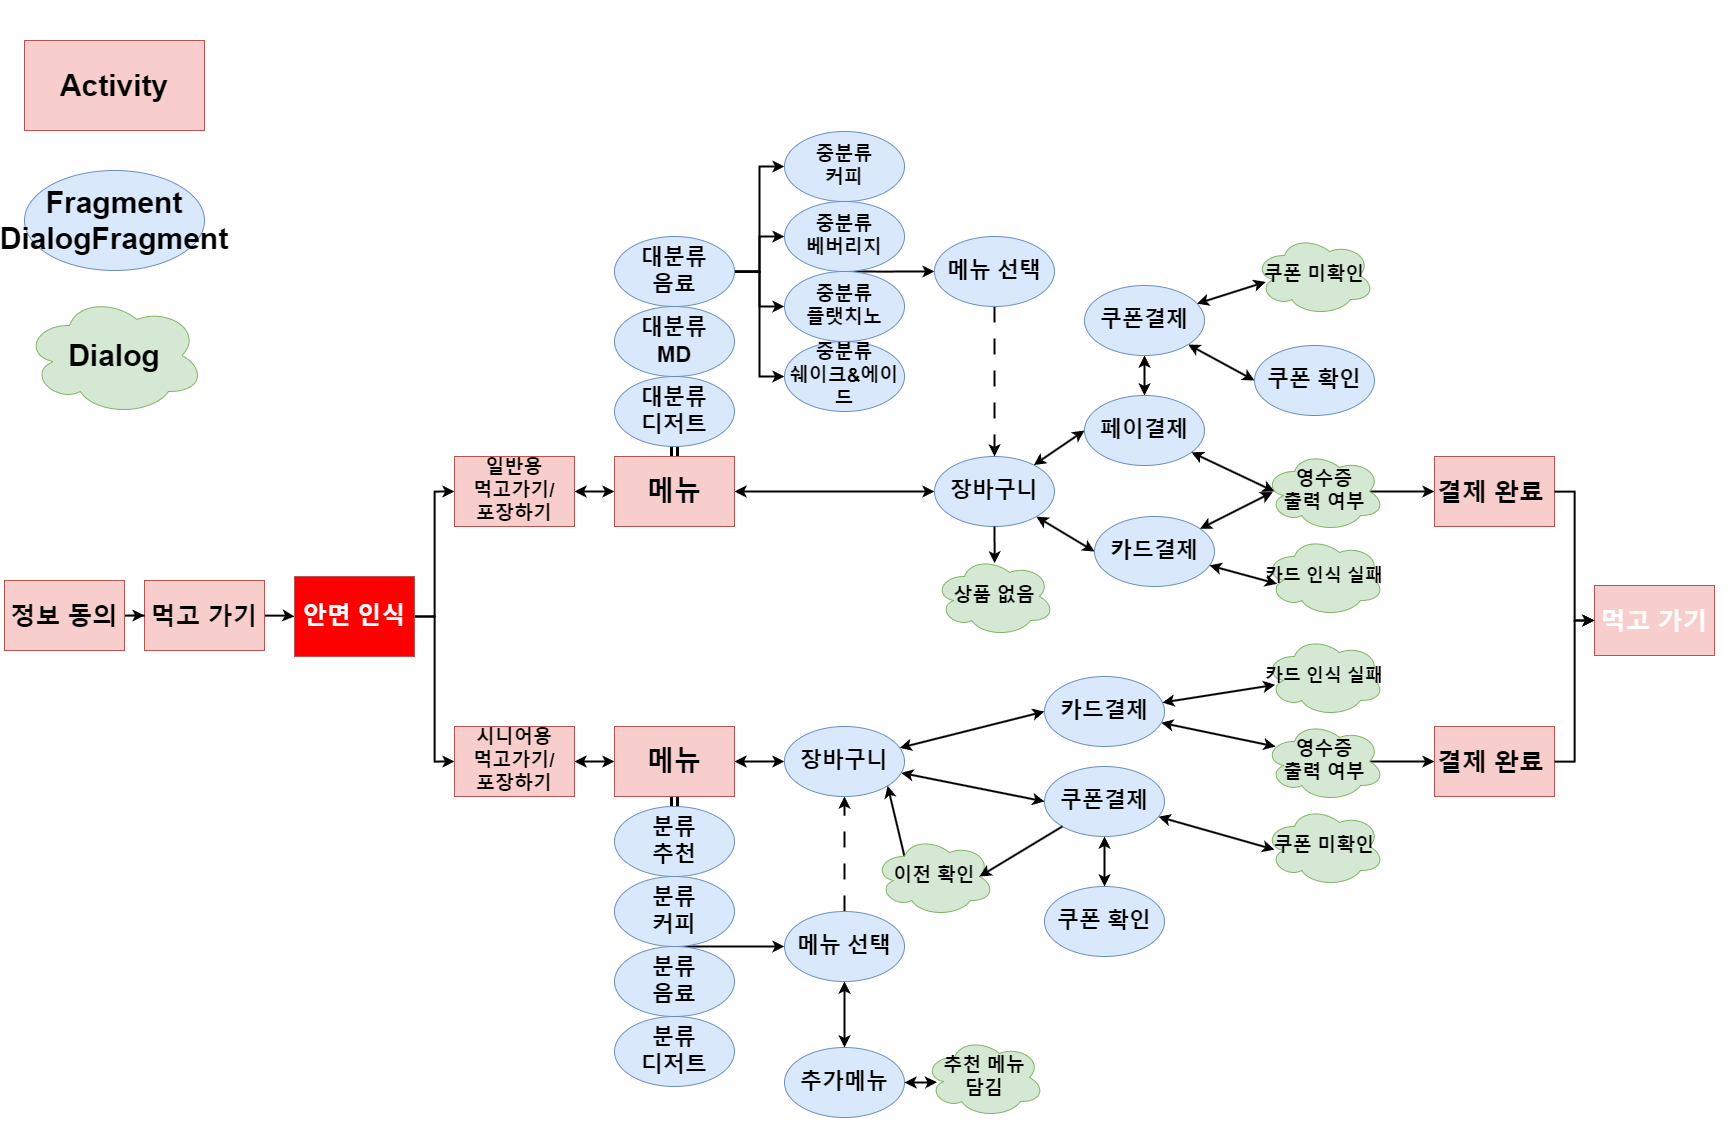 Activity
Fragment
DialogFragment
Dialog
정보 동의
먹고 가기
안면 인식
일반용
먹고가기/
포장하기
메뉴
대분류
음료
대분류
MD
대분류
디저트
중분류
커피
중분류
베버리지
중분류
플랫치노
중분류
쉐이크&에이
드
메뉴 선택
장바구니
상품 없음
쿠폰결제
쿠폰 미확인
쿠폰 확인
페이결제
카드결제
영수증
출력 여부
카드 인식 실패
결제 완료
먹고 가기
시니어용
먹고가기/
포장하기
메뉴
분류
추천
분류
커피
분류
음료
분류
디저트
장바구니
메뉴 선택
추가메뉴
추천 메뉴
담김
이전 확인
카드결제
쿠폰결제
쿠폰 확인
카드 인식 실패
영수증
출력 여부
쿠폰 미확인
결제 완료